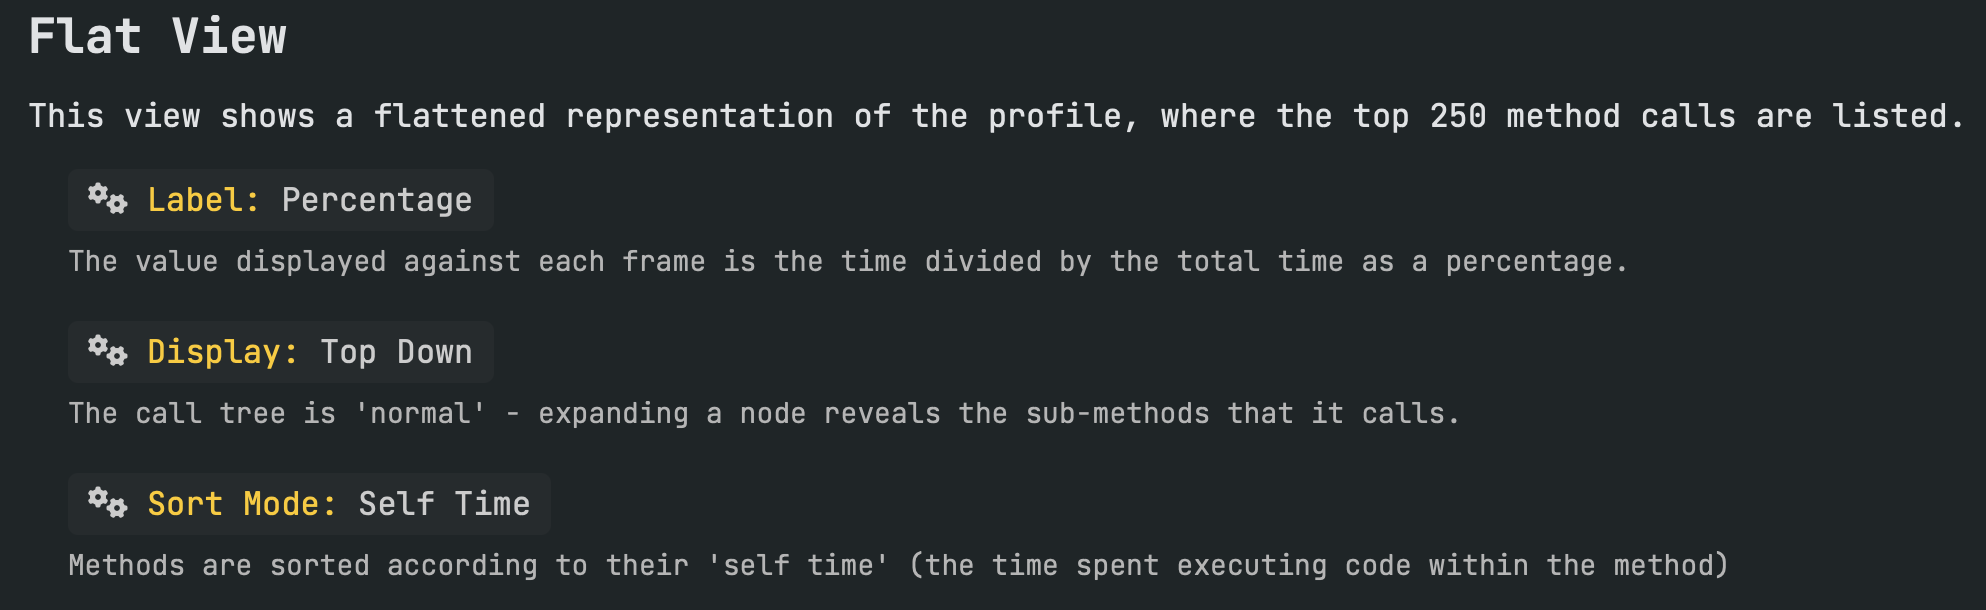 Flat View
This view shows a flattened representation of the profile, where the top 250 method calls are listed.
Label: Percentage
The value displayed against each frame is the time divided by the total time as a percentage.
Display: Top Down
The call tree is 'normal' - expanding a node reveals the sub-methods that it calls.
Sort Mode: Self Time
Methods are sorted according to their 'self time' (the time spent executing code within the method)